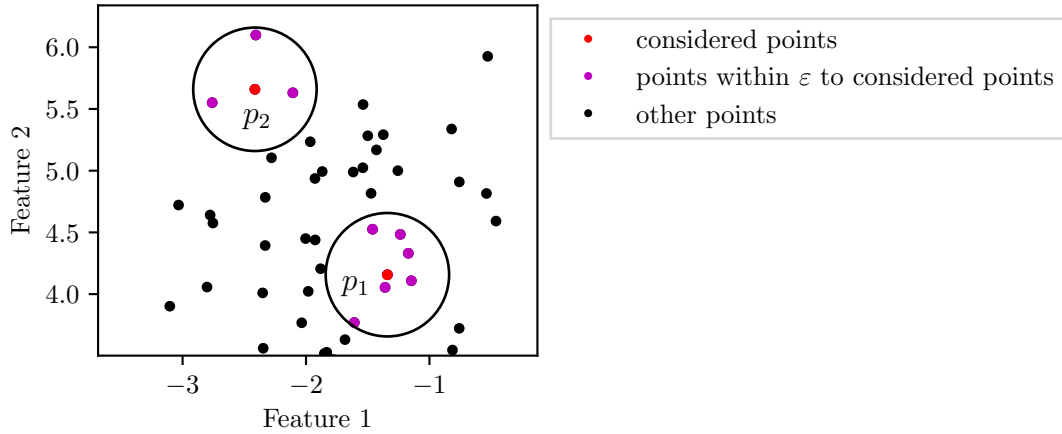 6.0
5.5
5.0
4.5
4.0
Feature 2
p₂
p₁
−3
−2
−1
Feature 1
considered points
points within ε to considered points
other points